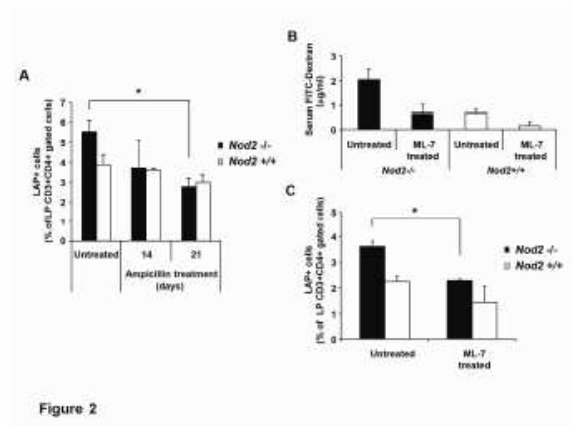 A
LAP+ cells
(% of LP CD3+CD4+ gated cells)
7
6
5
4
3
2
1
0
*
Nod2 -/-
Nod2 +/+
Untreated
14
21
Ampicillin treatment
(days)
B
Serum FITC-Dextran
(µg/ml)
3
2
1
0
Untreated
ML-7
treated
Untreated
ML-7
treated
Nod2-/-
Nod2+/+
C
LAP+ cells
(% of LP CD3+CD4+ gated cells)
5
4
3
2
1
0
*
Nod2 -/-
Nod2 +/+
Untreated
ML-7
treated
Figure 2